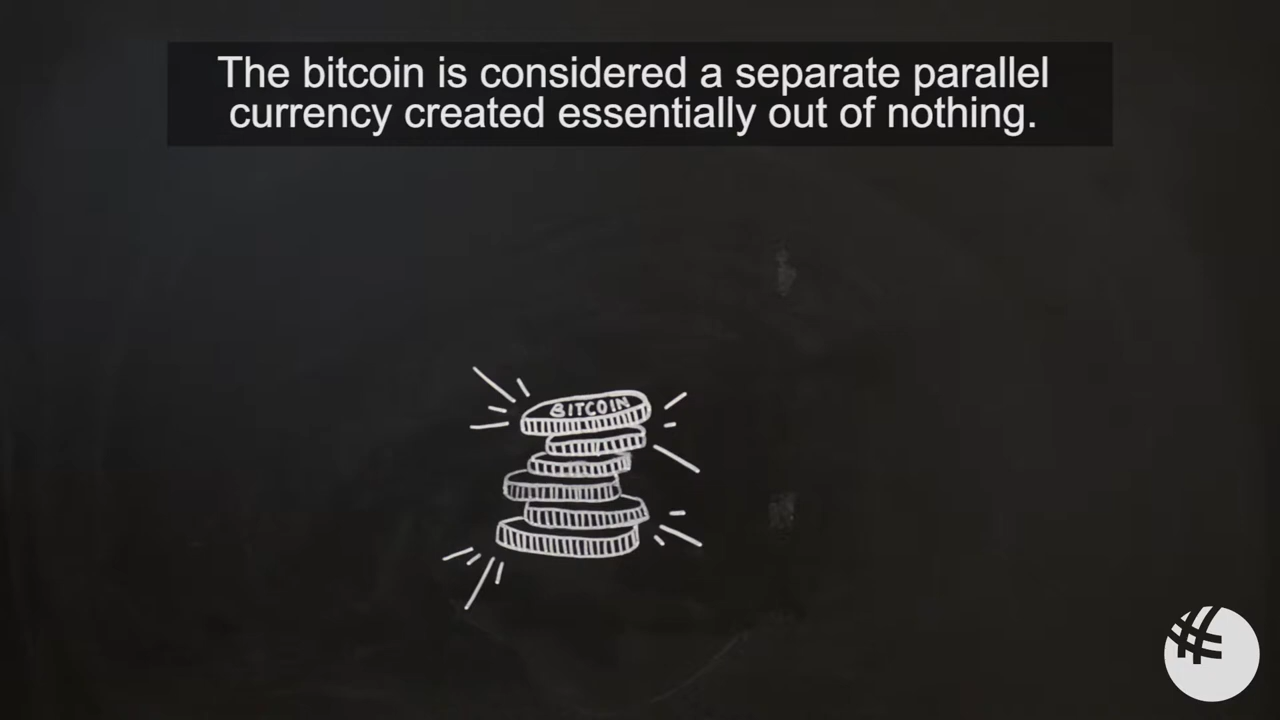 The bitcoin is considered a separate parallel
currency created essentially out of nothing.
BITCOIN